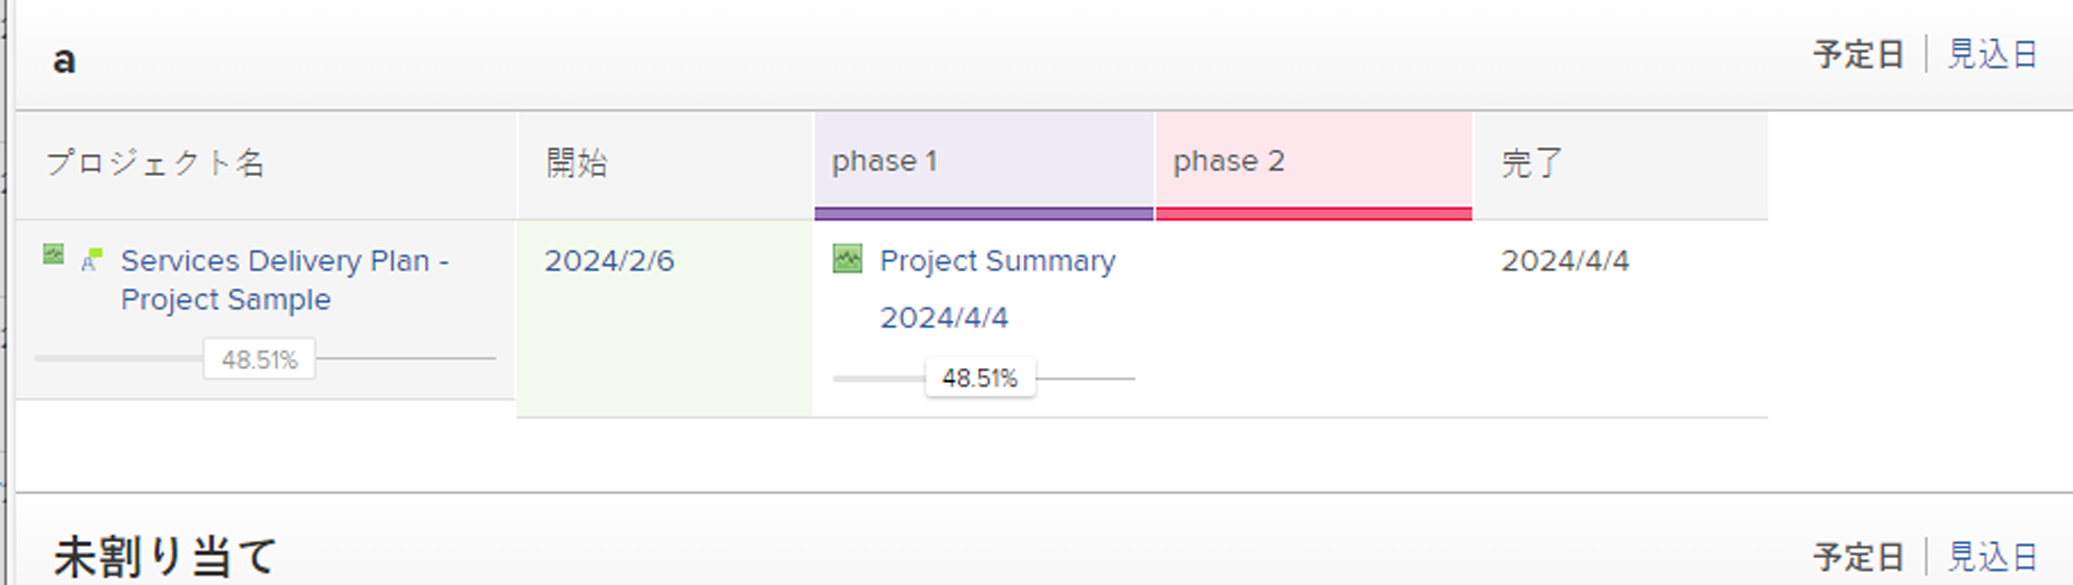 a
予定日 | 見込日
プロジェクト名 開始 phase 1 phase 2 完了
Services Delivery Plan - 2024/2/6 Project Summary 2024/4/4
Project Sample
2024/4/4
48.51%
48.51%
未割り当て
予定日 | 見込日